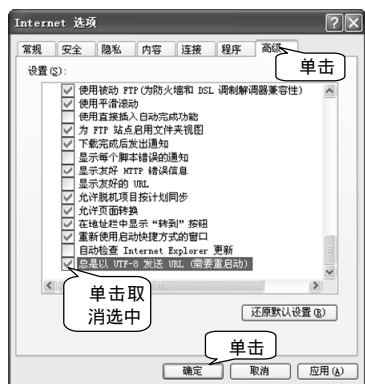 Internet 选项
常规 安全 隐私 内容 连接 程序 高级
单击
设置(S):
使用被动 FTP(为防火墙和 DSL 调制解调器兼容性)
使用平滑滚动
使用直接插入自动完成功能
为 FTP 站点启用文件夹视图
下载完成后发出通知
显示每个脚本错误的通知
显示友好 HTTP 错误信息
显示友好的 URL
允许脱机项目按计划同步
允许页面转换
在地址栏中显示“转到”按钮
重新使用启动快捷方式的窗口
自动检查 Internet Explorer 更新
总是以 UTF-8 发送 URL (需要重启动)
单击取
消选中
还原默认设置(R)
单击
确定 取消 应用(A)